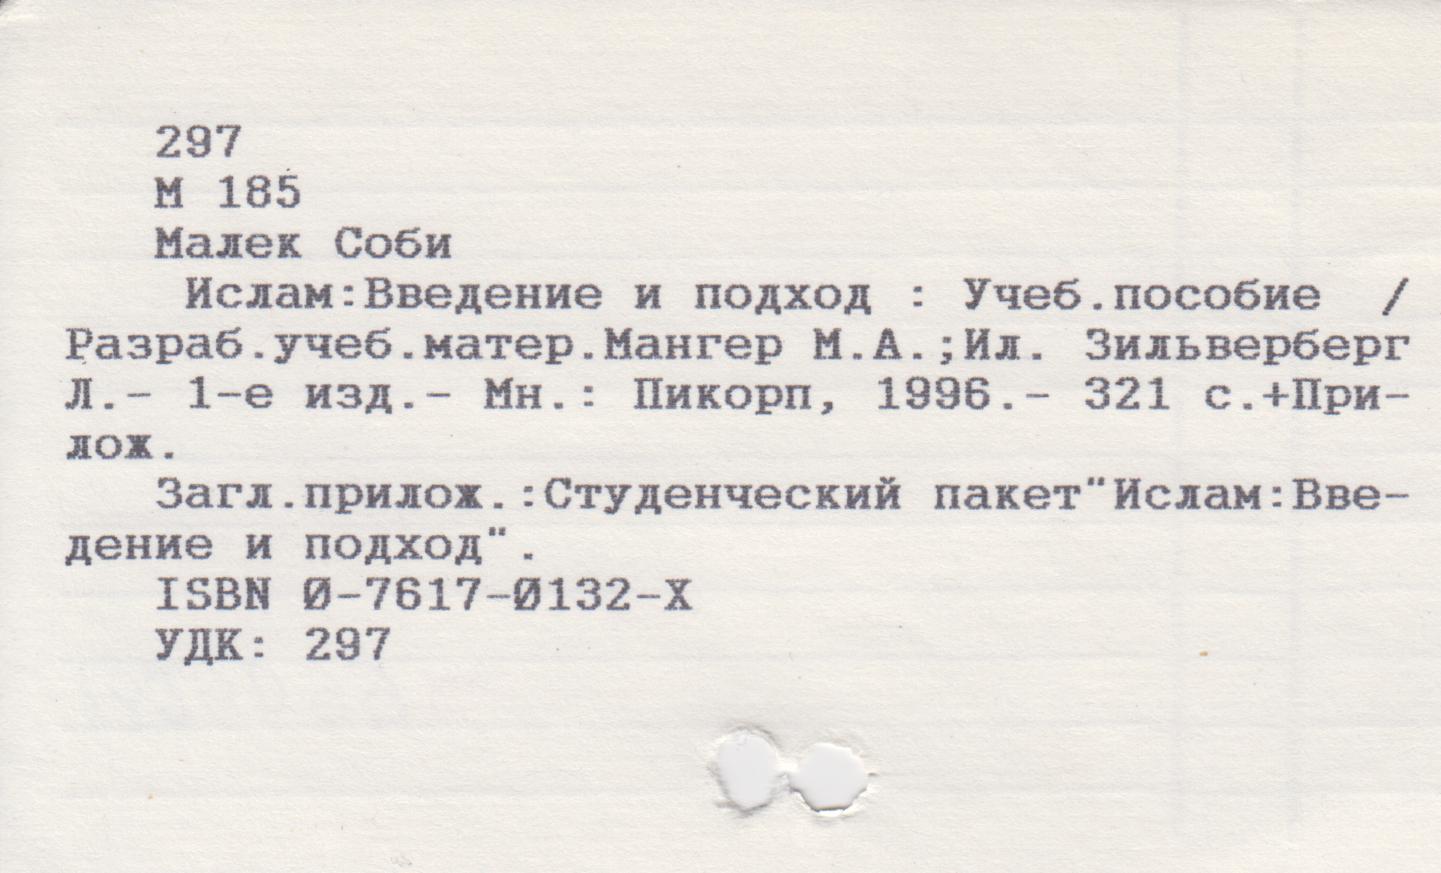 297
М 185
Малек Соби
Ислам:Введение и подход : Учеб.пособие /
Разраб.учеб.матер.Мангер М.А.;Ил. Зильверберг
Л.- 1-е изд.- Мн.: Пикорп, 1996.- 321 с.+При-
лож.
Загл.прилож.:Студенческий пакет"Ислам:Вве-
дение и подход".
ISBN 0-7617-0132-X
УДК: 297